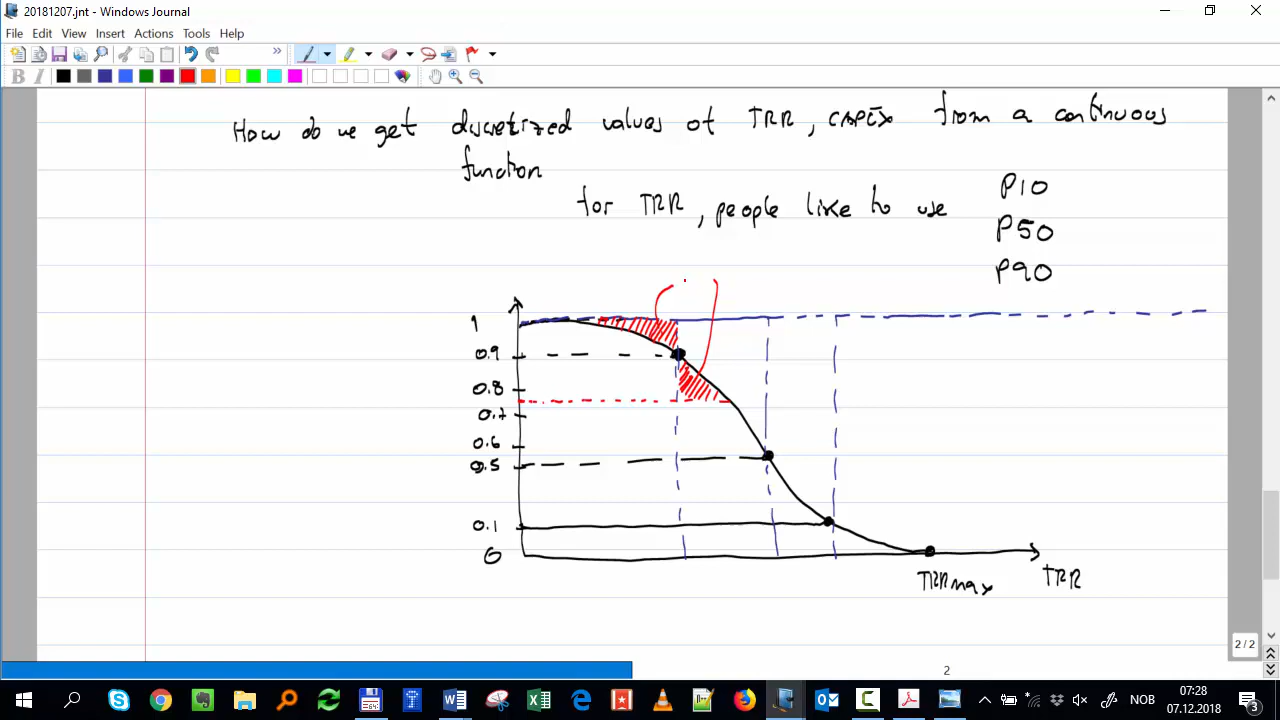 20181207.jnt - Windows Journal
File Edit View Insert Actions Tools Help
B I
How do we get discretized values of TRR, CAPEX from a continuous
function
for TRR, people like to use
P10
P50
P90
1
0.9
0.8
0.7
0.6
0.5
0.1
0
TRRmax
TRR
2/2
2
NOB
07:28
07.12.2018
3